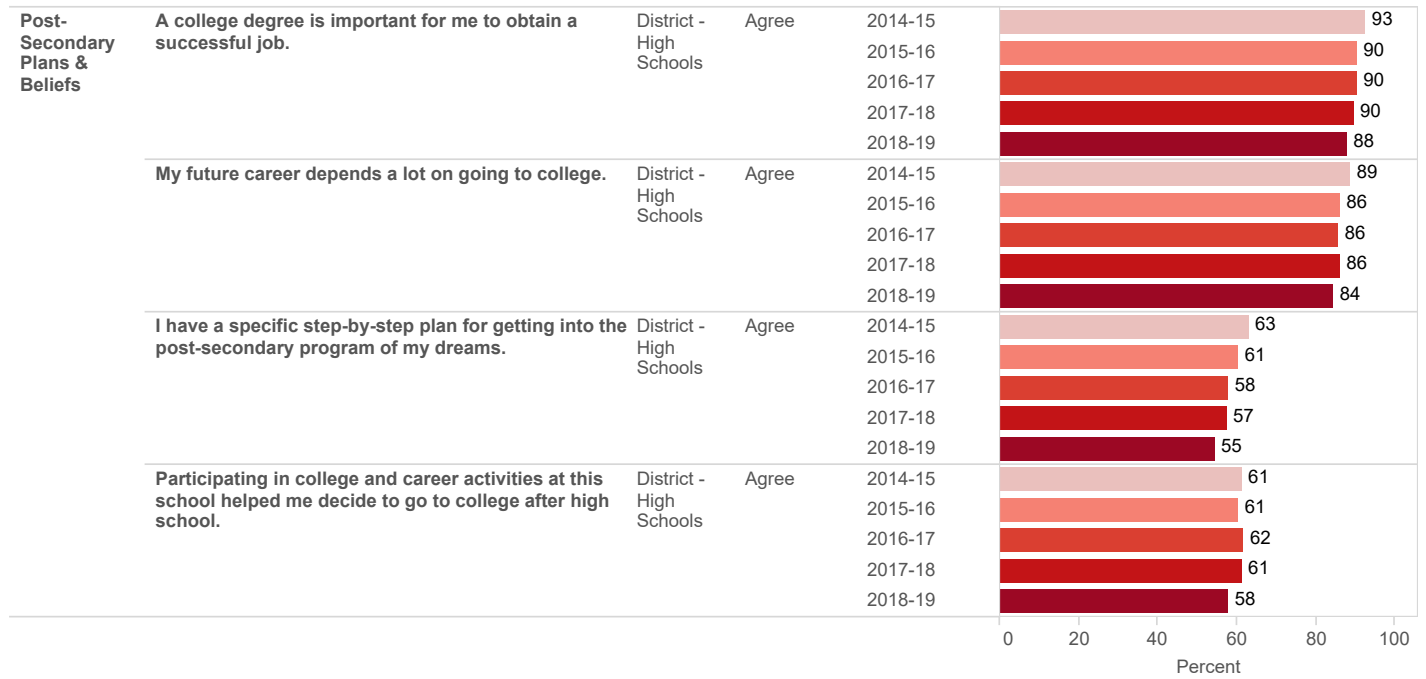 Post-
Secondary
Plans &
Beliefs
A college degree is important for me to obtain a
successful job.
District -
High
Schools
Agree
2014-15
93
2015-16
90
2016-17
90
2017-18
90
2018-19
88
My future career depends a lot on going to college.
District -
High
Schools
Agree
2014-15
89
2015-16
86
2016-17
86
2017-18
86
2018-19
84
I have a specific step-by-step plan for getting into the
post-secondary program of my dreams.
District -
High
Schools
Agree
2014-15
63
2015-16
61
2016-17
58
2017-18
57
2018-19
55
Participating in college and career activities at this
school helped me decide to go to college after high
school.
District -
High
Schools
Agree
2014-15
61
2015-16
61
2016-17
62
2017-18
61
2018-19
58
0 20 40 60 80 100
Percent